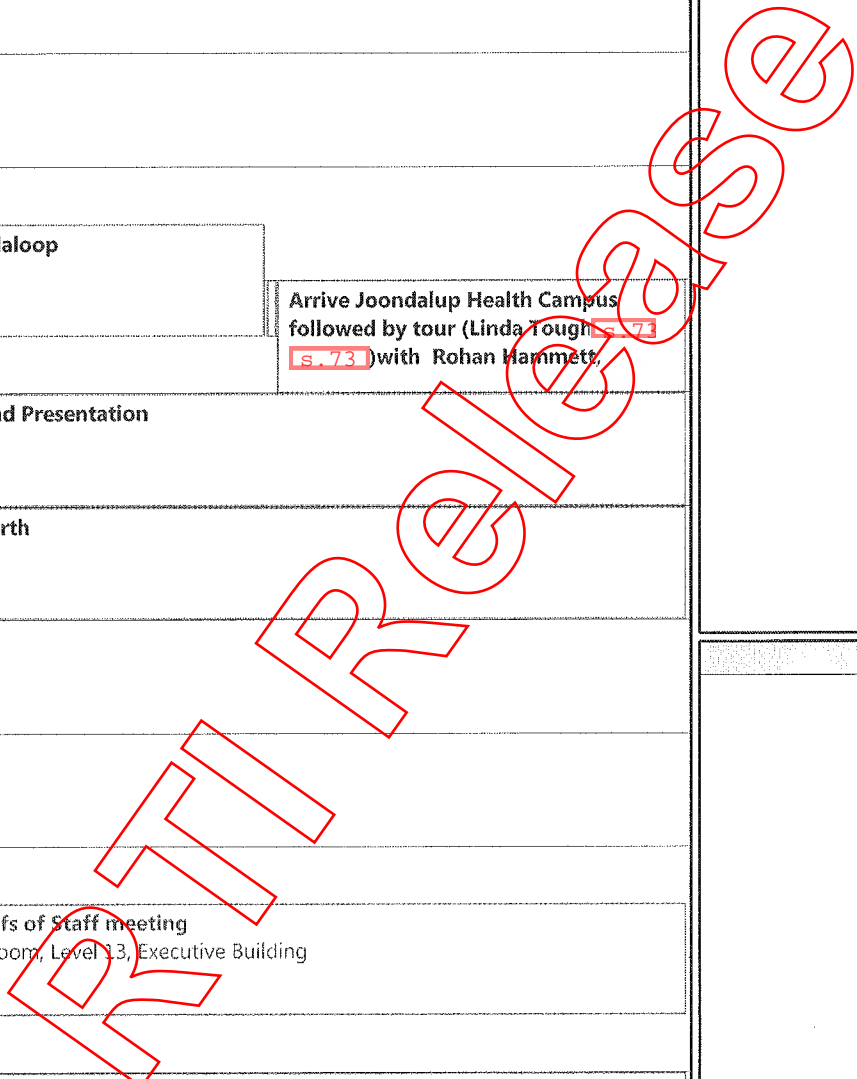 aloop
Arrive Joondalup Health Campus
followed by tour (Linda Tough s.73
s.73 )with Rohan Hammett,
nd Presentation
rth
fs of Staff meeting
oom, Level 13, Executive Building
RTI Release